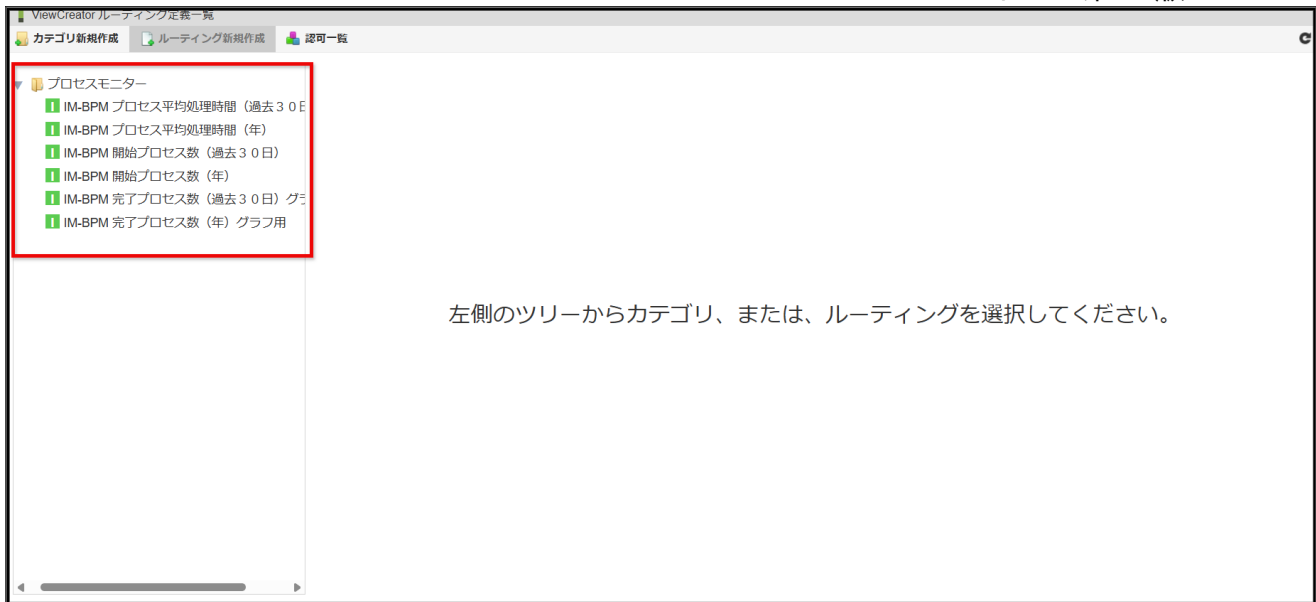 ViewCreator ルーティング定義一覧
カテゴリ新規作成 ルーティング新規作成 認可一覧
プロセスモニター
IM-BPM プロセス平均処理時間（過去３０日
IM-BPM プロセス平均処理時間（年）
IM-BPM 開始プロセス数（過去３０日）
IM-BPM 開始プロセス数（年）
IM-BPM 完了プロセス数（過去３０日）グラ
IM-BPM 完了プロセス数（年）グラフ用
左側のツリーからカテゴリ、または、ルーティングを選択してください。